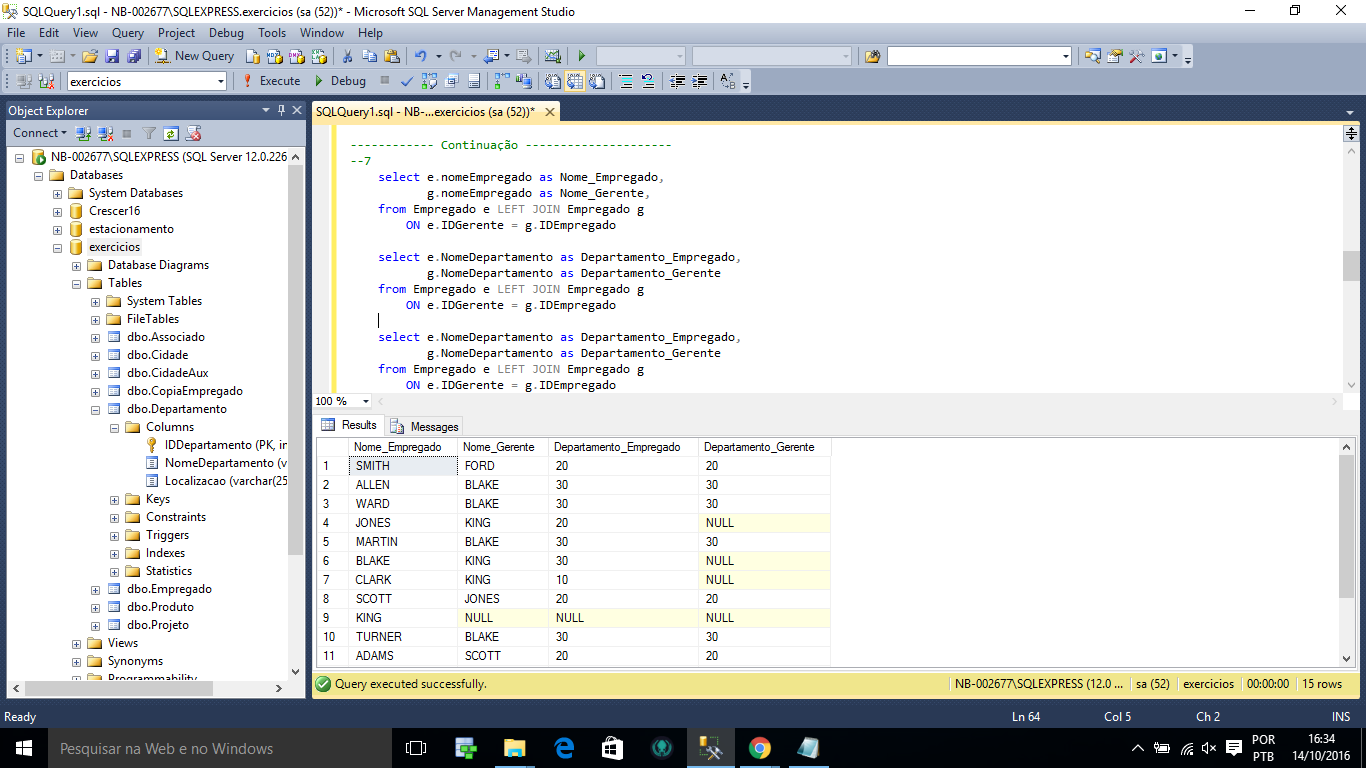 SQLQuery1.sql - NB-002677\SQLEXPRESS.exercicios (sa (52))* - Microsoft SQL Server Management Studio
File Edit View Query Project Debug Tools Window Help
New Query
exercicios Execute Debug
Object Explorer
Connect
NB-002677\SQLEXPRESS (SQL Server 12.0.226
Databases
System Databases
Crescer16
estacionamento
exercicios
Database Diagrams
Tables
System Tables
FileTables
dbo.Associado
dbo.Cidade
dbo.CidadeAux
dbo.CopiaEmpregado
dbo.Departamento
Columns
IDDepartamento (PK, in
NomeDepartamento (v
Localizacao (varchar(25
Keys
Constraints
Triggers
Indexes
Statistics
dbo.Empregado
dbo.Produto
dbo.Projeto
Views
Synonyms
Programmability
SQLQuery1.sql - NB-...exercicios (sa (52))*
------------ Continuação ---------------------
--7
select e.nomeEmpregado as Nome_Empregado,
g.nomeEmpregado as Nome_Gerente,
from Empregado e LEFT JOIN Empregado g
ON e.IDGerente = g.IDEmpregado
select e.NomeDepartamento as Departamento_Empregado,
g.NomeDepartamento as Departamento_Gerente
from Empregado e LEFT JOIN Empregado g
ON e.IDGerente = g.IDEmpregado
select e.NomeDepartamento as Departamento_Empregado,
g.NomeDepartamento as Departamento_Gerente
from Empregado e LEFT JOIN Empregado g
ON e.IDGerente = g.IDEmpregado
100 %
Results Messages
Nome_Empregado Nome_Gerente Departamento_Empregado Departamento_Gerente
1 SMITH FORD 20 20
2 ALLEN BLAKE 30 30
3 WARD BLAKE 30 30
4 JONES KING 20 NULL
5 MARTIN BLAKE 30 30
6 BLAKE KING 30 NULL
7 CLARK KING 10 NULL
8 SCOTT JONES 20 20
9 KING NULL NULL NULL
10 TURNER BLAKE 30 30
11 ADAMS SCOTT 20 20
Query executed successfully. NB-002677\SQLEXPRESS (12.0 ... sa (52) exercicios 00:00:00 15 rows
Ready Ln 64 Col 5 Ch 2 INS
Pesquisar na Web e no Windows
POR 16:34
PTB 14/10/2016